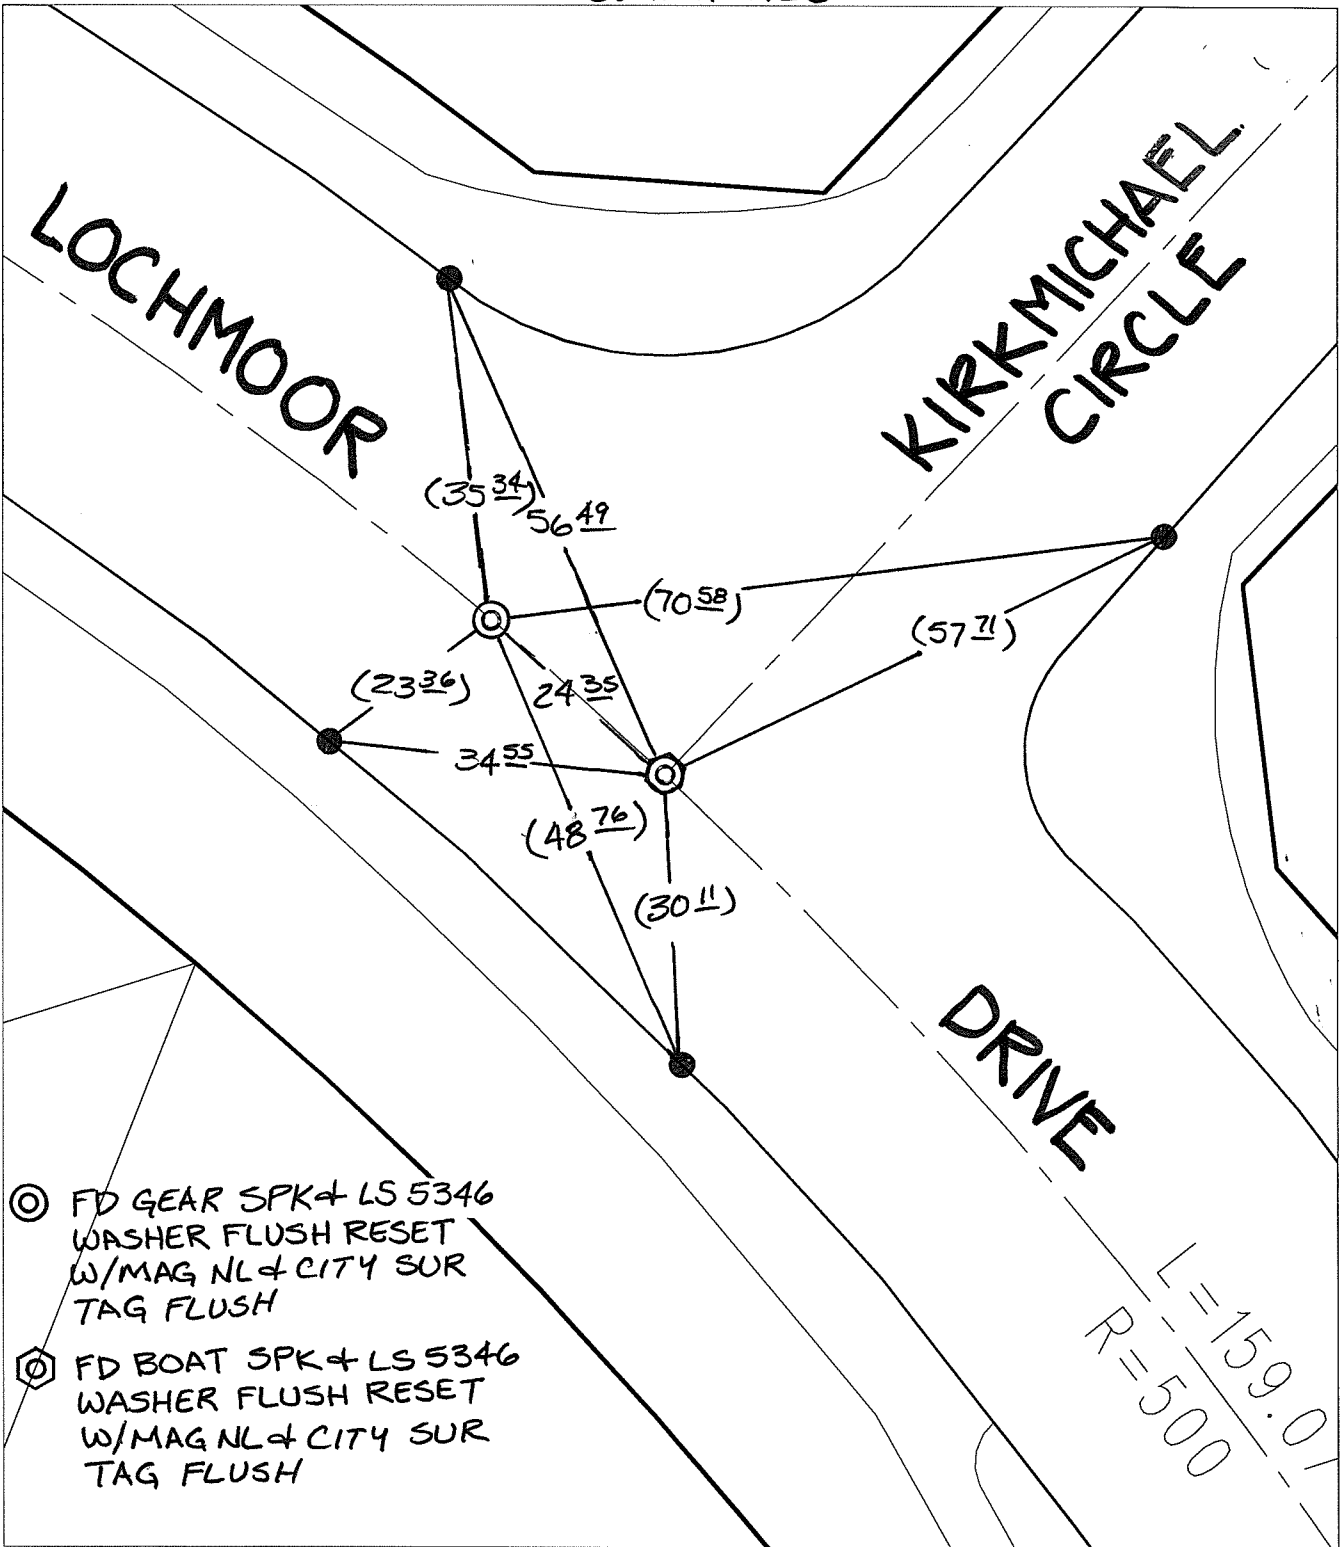 LOCHMOOR
KIRKMICHAEL
CIRCLE
(35 34)
56 49
(70 58)
(57 71)
(23 36)
24 35
34 55
(48 76)
(30 11)
DRIVE
FD GEAR SPK & LS 5346
WASHER FLUSH RESET
W/MAG NL & CITY SUR
TAG FLUSH
FD BOAT SPK & LS 5346
WASHER FLUSH RESET
W/MAG NL & CITY SUR
TAG FLUSH
R=500